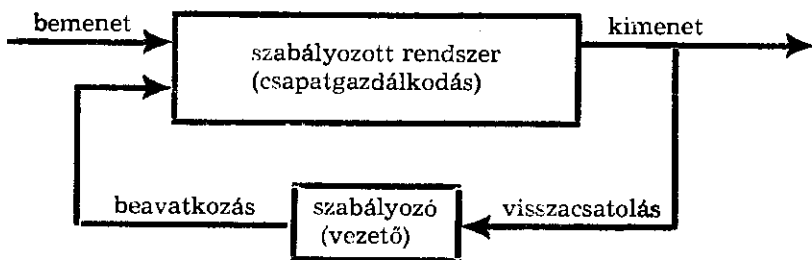 bemenet
szabályozott rendszer
(csapatgazdálkodás)
kimenet
beavatkozás
szabályozó
(vezető)
visszacsatolás